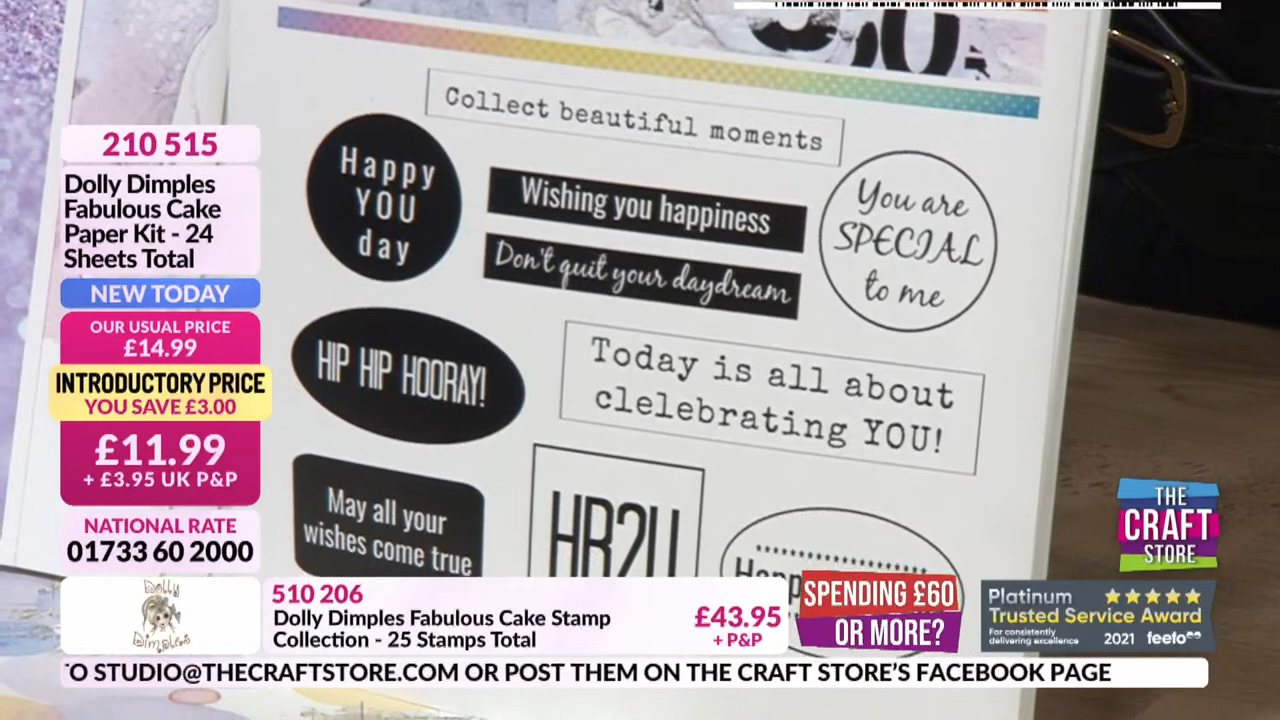 Collect beautiful moments
Happy
YOU
day
Wishing you happiness
Don't quit your daydream
You are
SPECIAL
to me
HIP HIP HOORAY!
Today is all about
clelebrating YOU!
May all your
wishes come true
HB2U
210 515
Dolly Dimples
Fabulous Cake
Paper Kit - 24
Sheets Total
NEW TODAY
OUR USUAL PRICE
£14.99
INTRODUCTORY PRICE
YOU SAVE £3.00
£11.99
+ £3.95 UK P&P
NATIONAL RATE
01733 60 2000
THE
CRAFT
STORE
Dolly
Dimples
510 206
Dolly Dimples Fabulous Cake Stamp
Collection - 25 Stamps Total
£43.95
+ P&P
SPENDING £60
OR MORE?
Platinum
Trusted Service Award
For consistently
delivering excellence
2021 feefo
TO STUDIO@THECRAFTSTORE.COM OR POST THEM ON THE CRAFT STORE'S FACEBOOK PAGE